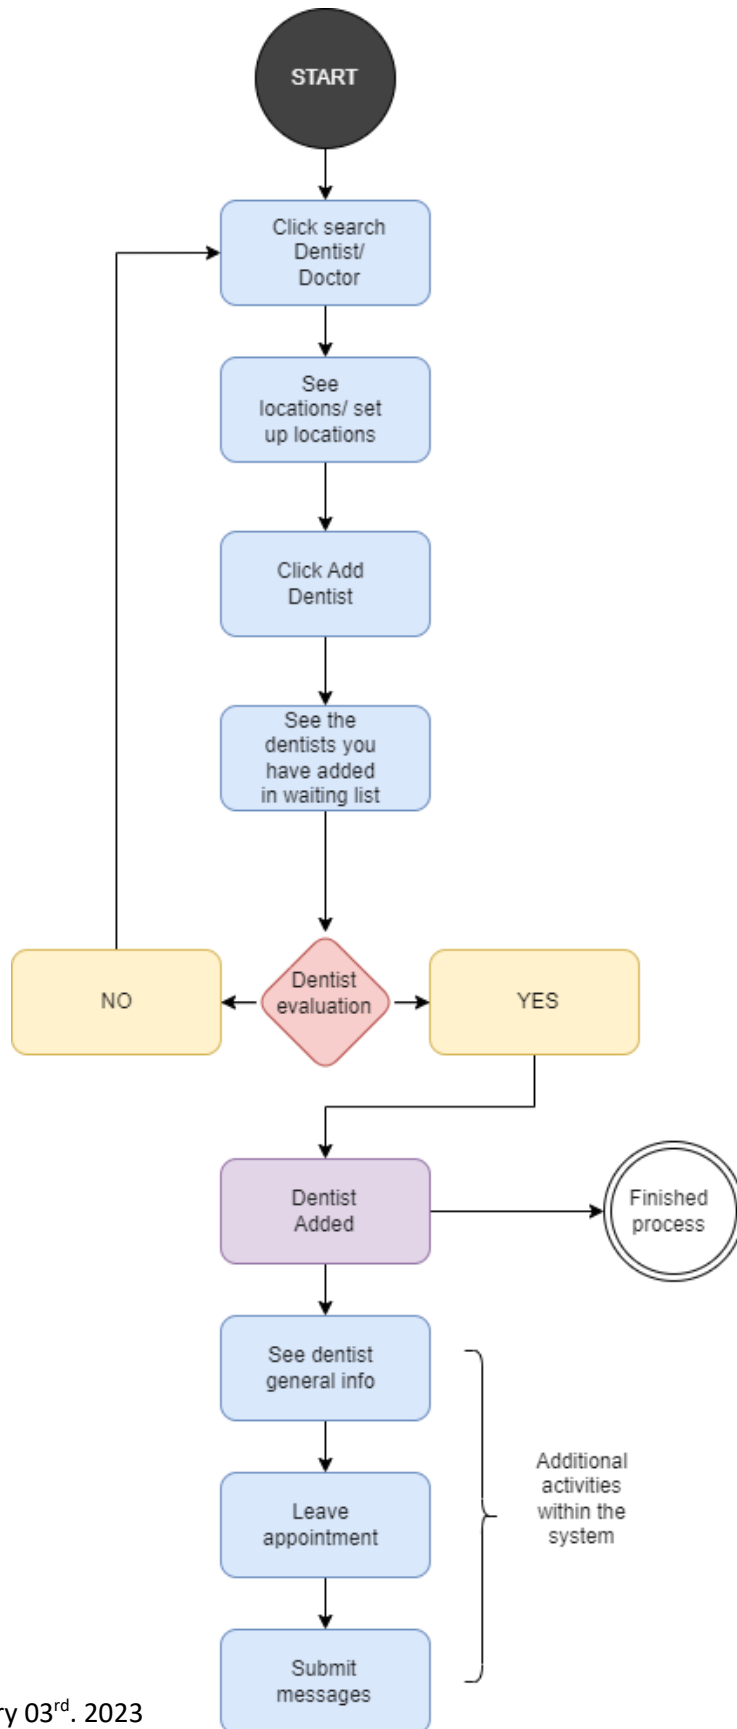 START
Click search
Dentist/
Doctor
See
locations/ set
up locations
Click Add
Dentist
See the
dentists you
have added
in waiting list
Dentist
evaluation
NO
YES
Dentist
Added
Finished
process
See dentist
general info
Additional
activities
within the
system
Leave
appointment
Submit
messages
03rd. 2023